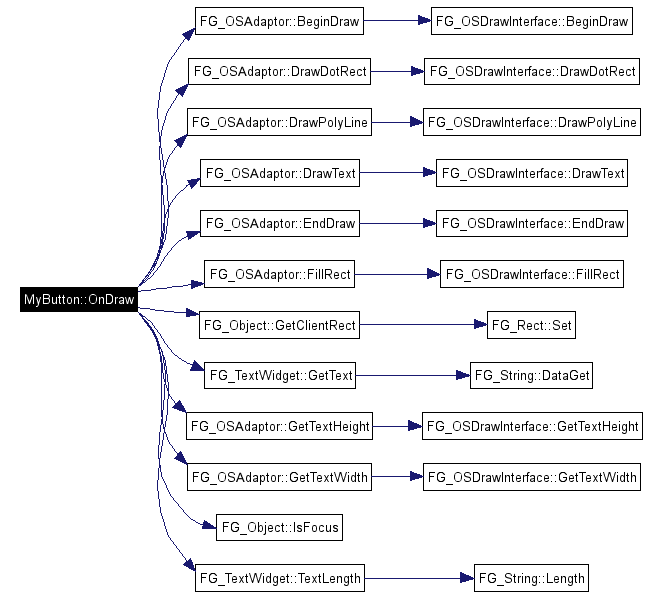 FG_OSAdaptor::BeginDraw
FG_OSDrawInterface::BeginDraw
FG_OSAdaptor::DrawDotRect
FG_OSDrawInterface::DrawDotRect
FG_OSAdaptor::DrawPolyLine
FG_OSDrawInterface::DrawPolyLine
FG_OSAdaptor::DrawText
FG_OSDrawInterface::DrawText
FG_OSAdaptor::EndDraw
FG_OSDrawInterface::EndDraw
FG_OSAdaptor::FillRect
FG_OSDrawInterface::FillRect
MyButton::OnDraw
FG_Object::GetClientRect
FG_Rect::Set
FG_TextWidget::GetText
FG_String::DataGet
FG_OSAdaptor::GetTextHeight
FG_OSDrawInterface::GetTextHeight
FG_OSAdaptor::GetTextWidth
FG_OSDrawInterface::GetTextWidth
FG_Object::IsFocus
FG_TextWidget::TextLength
FG_String::Length